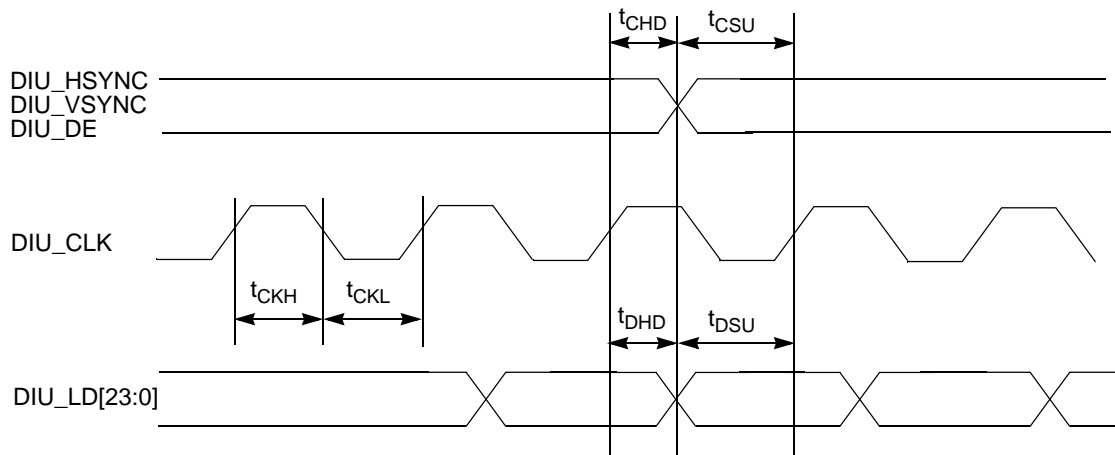 tCHD tCSU
DIU_HSYNC
DIU_VSYNC
DIU_DE
DIU_CLK
tCKH tCKL
tDHD tDSU
DIU_LD[23:0]